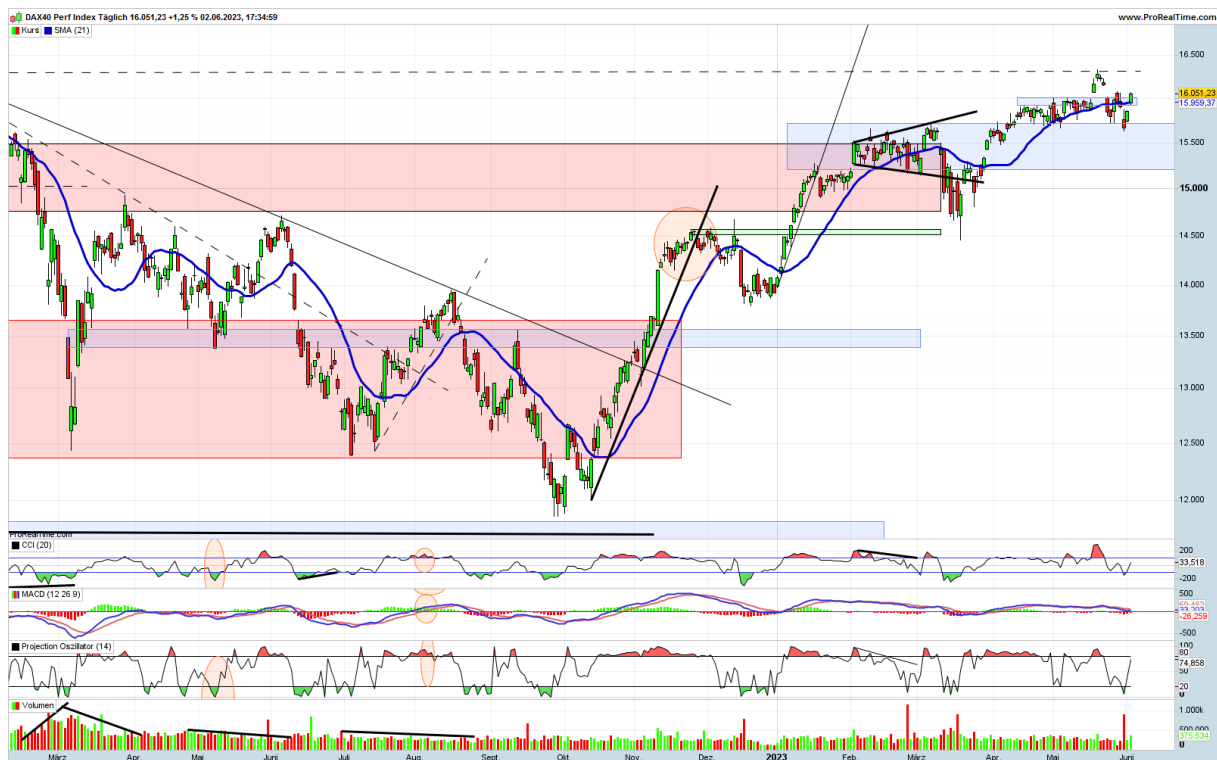 DAX40 Perf Index Täglich 16.051,23 +1,25 % 02.06.2023, 17:34:59
www.ProRealTime.com
Kurs SMA (21)
16.500
16.051,23
15.959,37
15.500
15.000
14.500
14.000
13.500
13.000
12.500
12.000
ProRealTime.com
CCI (20)
200
33,518
-200
MACD (12 26 9)
500
33,203
-26,259
-500
Projection Oszillator (14)
100
80
74,858
50
20
0
Volumen
1.000k
500.000
375.534
0
März Apr. Mai Juni Juli Aug. Sept. Okt. Nov. Dez. 2023 Feb. März Apr. Mai Juni